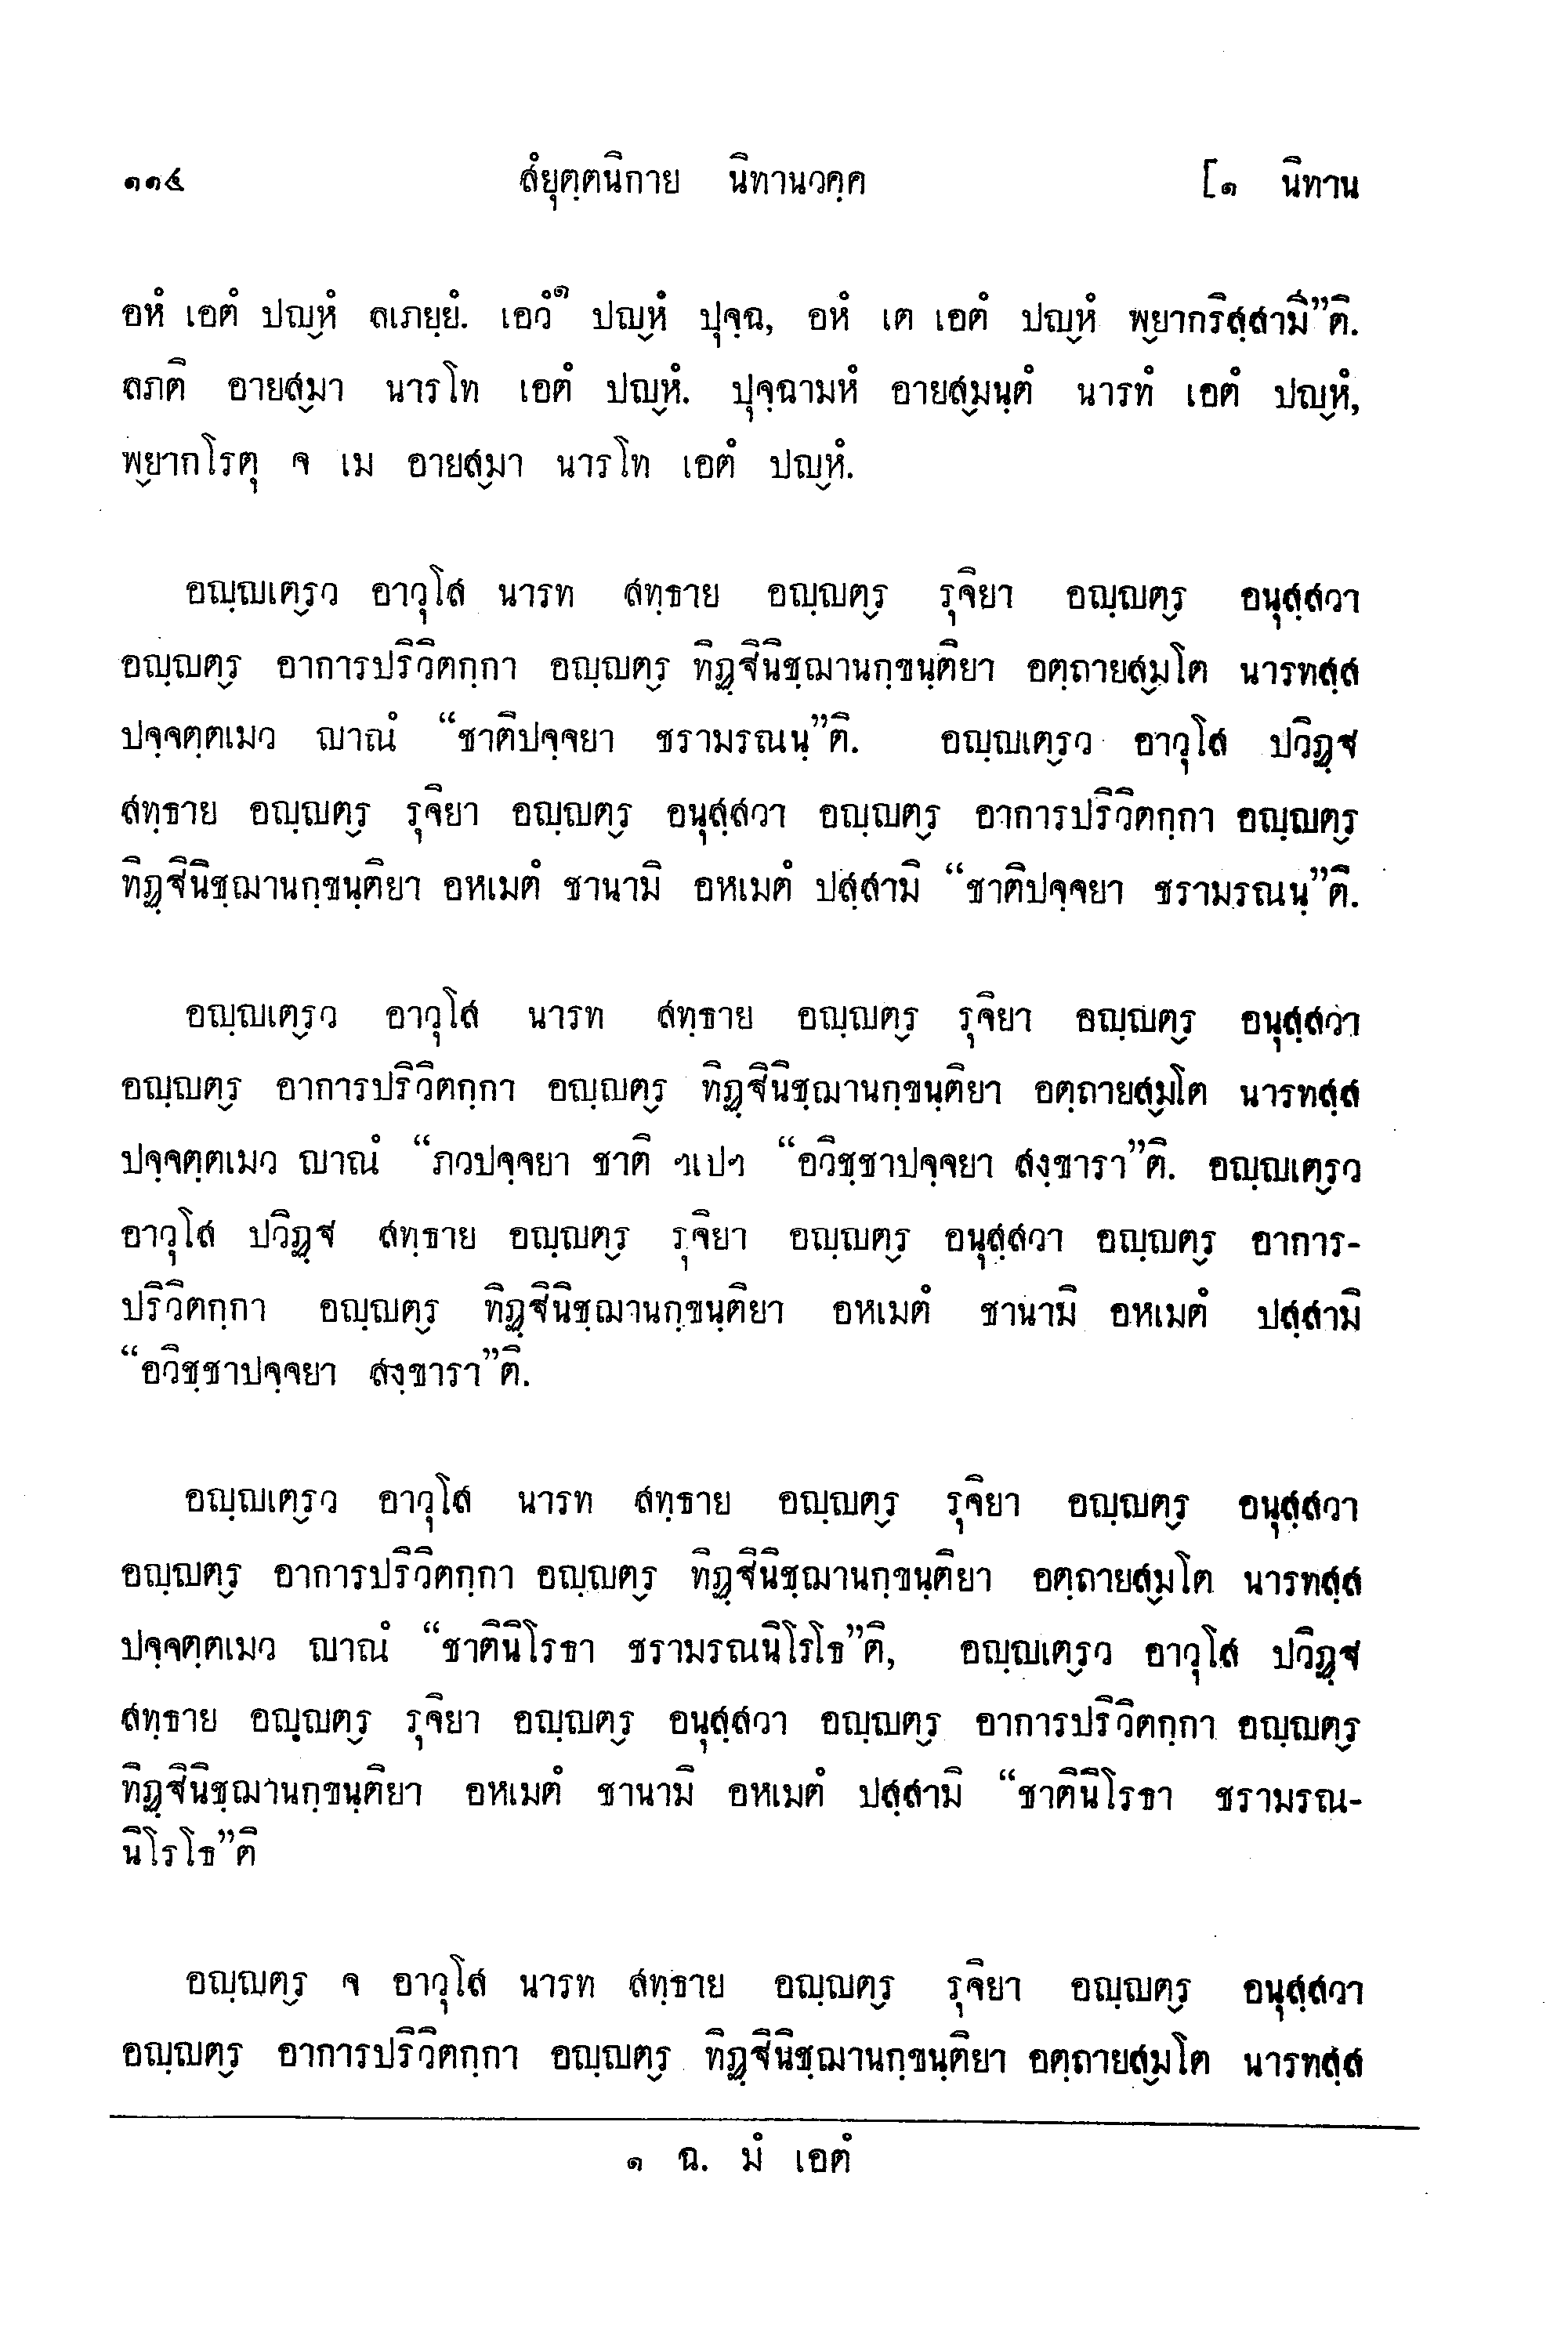 ๑๑๔ สํยุตฺตนิกาย นิทานวคฺค [๑ นิทาน
อหํ เอตํ ปญ๎หํ ลเภยฺยํ. เอวํ๑ ปญ๎หํ ปุจฺฉ, อหํ เต เอตํ ปญ๎หํ พ๎ยากริสฺสามี”ติ.
ลภติ อายส๎มา นารโท เอตํ ปญ๎หํ. ปุจฺฉามหํ อายส๎มนฺตํ นารทํ เอตํ ปญ๎หํ,
พ๎ยากโรตุ จ เม อายส๎มา นารโท เอตํ ปญ๎หํ.
อญฺญเต๎รว อาวุโส นารท สทฺธาย อญฺญต๎ร รุจิยา อญฺญต๎ร อนุสฺสวา
อญฺญต๎ร อาการปริวิตกฺกา อญฺญต๎ร ทิฏฺฐินิชฺฌานกฺขนฺติยา อตฺถายส๎มโต นารทสฺส
ปจฺจตฺตเมว ญาณํ “ชาติปจฺจยา ชรามรณนฺ”ติ. อญฺญเต๎รว อาวุโส ปวิฏฺฐ
สทฺธาย อญฺญต๎ร รุจิยา อญฺญต๎ร อนุสฺสวา อญฺญต๎ร อาการปริวิตกฺกา อญฺญต๎ร
ทิฏฺฐินิชฺฌานกฺขนฺติยา อหเมตํ ชานามิ อหเมตํ ปสฺสามิ “ชาติปจฺจยา ชรามรณนฺ”ติ.
อญฺญเต๎รว อาวุโส นารท สทฺธาย อญฺญต๎ร รุจิยา อญฺญต๎ร อนุสฺสวา
อญฺญต๎ร อาการปริวิตกฺกา อญฺญต๎ร ทิฏฺฐินิชฺฌานกฺขนฺติยา อตฺถายส๎มโต นารทสฺส
ปจฺจตฺตเมว ญาณํ “ภวปจฺจยา ชาติ ฯเปฯ “อวิชฺชาปจฺจยา สงฺขารา”ติ. อญฺญเต๎รว
อาวุโส ปวิฏฺฐ สทฺธาย อญฺญต๎ร รุจิยา อญฺญต๎ร อนุสฺสวา อญฺญต๎ร อาการ-
ปริวิตกฺกา อญฺญต๎ร ทิฏฺฐินิชฺฌานกฺขนฺติยา อหเมตํ ชานามิ อหเมตํ ปสฺสามิ
“อวิชฺชาปจฺจยา สงฺขารา”ติ.
อญฺญเต๎รว อาวุโส นารท สทฺธาย อญฺญต๎ร รุจิยา อญฺญต๎ร อนุสฺสวา
อญฺญต๎ร อาการปริวิตกฺกา อญฺญต๎ร ทิฏฺฐินิชฺฌานกฺขนฺติยา อตฺถายส๎มโต นารทสฺส
ปจฺจตฺตเมว ญาณํ “ชาตินิโรธา ชรามรณนิโรโธ”ติ, อญฺญเต๎รว อาวุโส ปวิฏฺฐ
สทฺธาย อญฺญต๎ร รุจิยา อญฺญต๎ร อนุสฺสวา อญฺญต๎ร อาการปริวิตกฺกา อญฺญต๎ร
ทิฏฺฐินิชฺฌานกฺขนฺติยา อหเมตํ ชานามิ อหเมตํ ปสฺสามิ “ชาตินิโรธา ชรามรณ-
นิโรโธ”ติ
อญฺญต๎ร จ อาวุโส นารท สทฺธาย อญฺญต๎ร รุจิยา อญฺญต๎ร อนุสฺสวา
อญฺญต๎ร อาการปริวิตกฺกา อญฺญต๎ร ทิฏฺฐินิชฺฌานกฺขนฺติยา อตฺถายส๎มโต นารทสฺส
๑ ฉ. มํ เอตํ